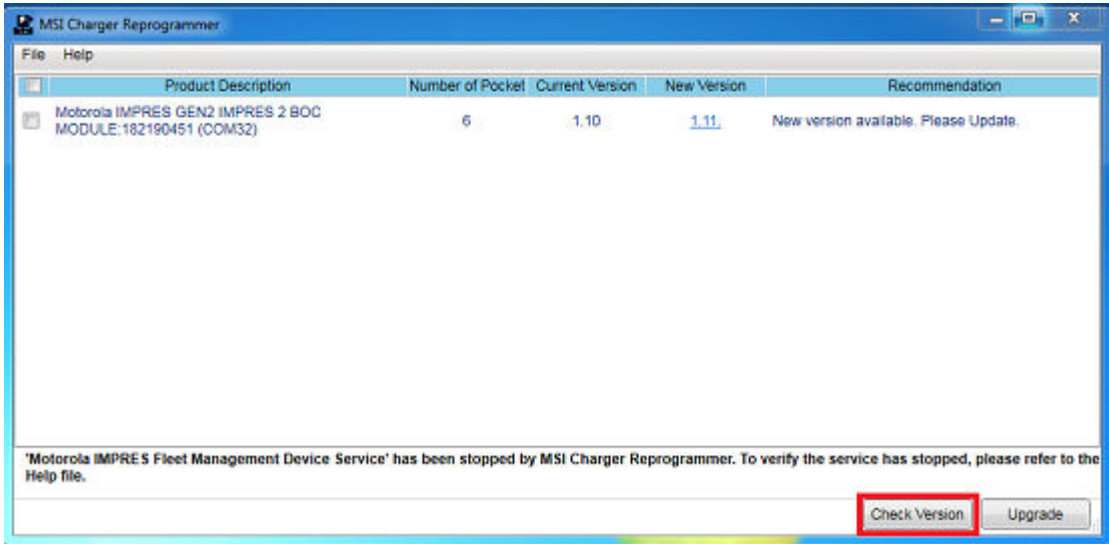 MSI Charger Reprogrammer
File Help
Product Description Number of Pocket Current Version New Version Recommendation
Motorola IMPRES GEN2 IMPRES 2 BOC
MODULE:182190451 (COM32) 6 1.10 1.11. New version available. Please Update.
'Motorola IMPRES Fleet Management Device Service' has been stopped by MSI Charger Reprogrammer. To verify the service has stopped, please refer to the
Help file.
Check Version Upgrade